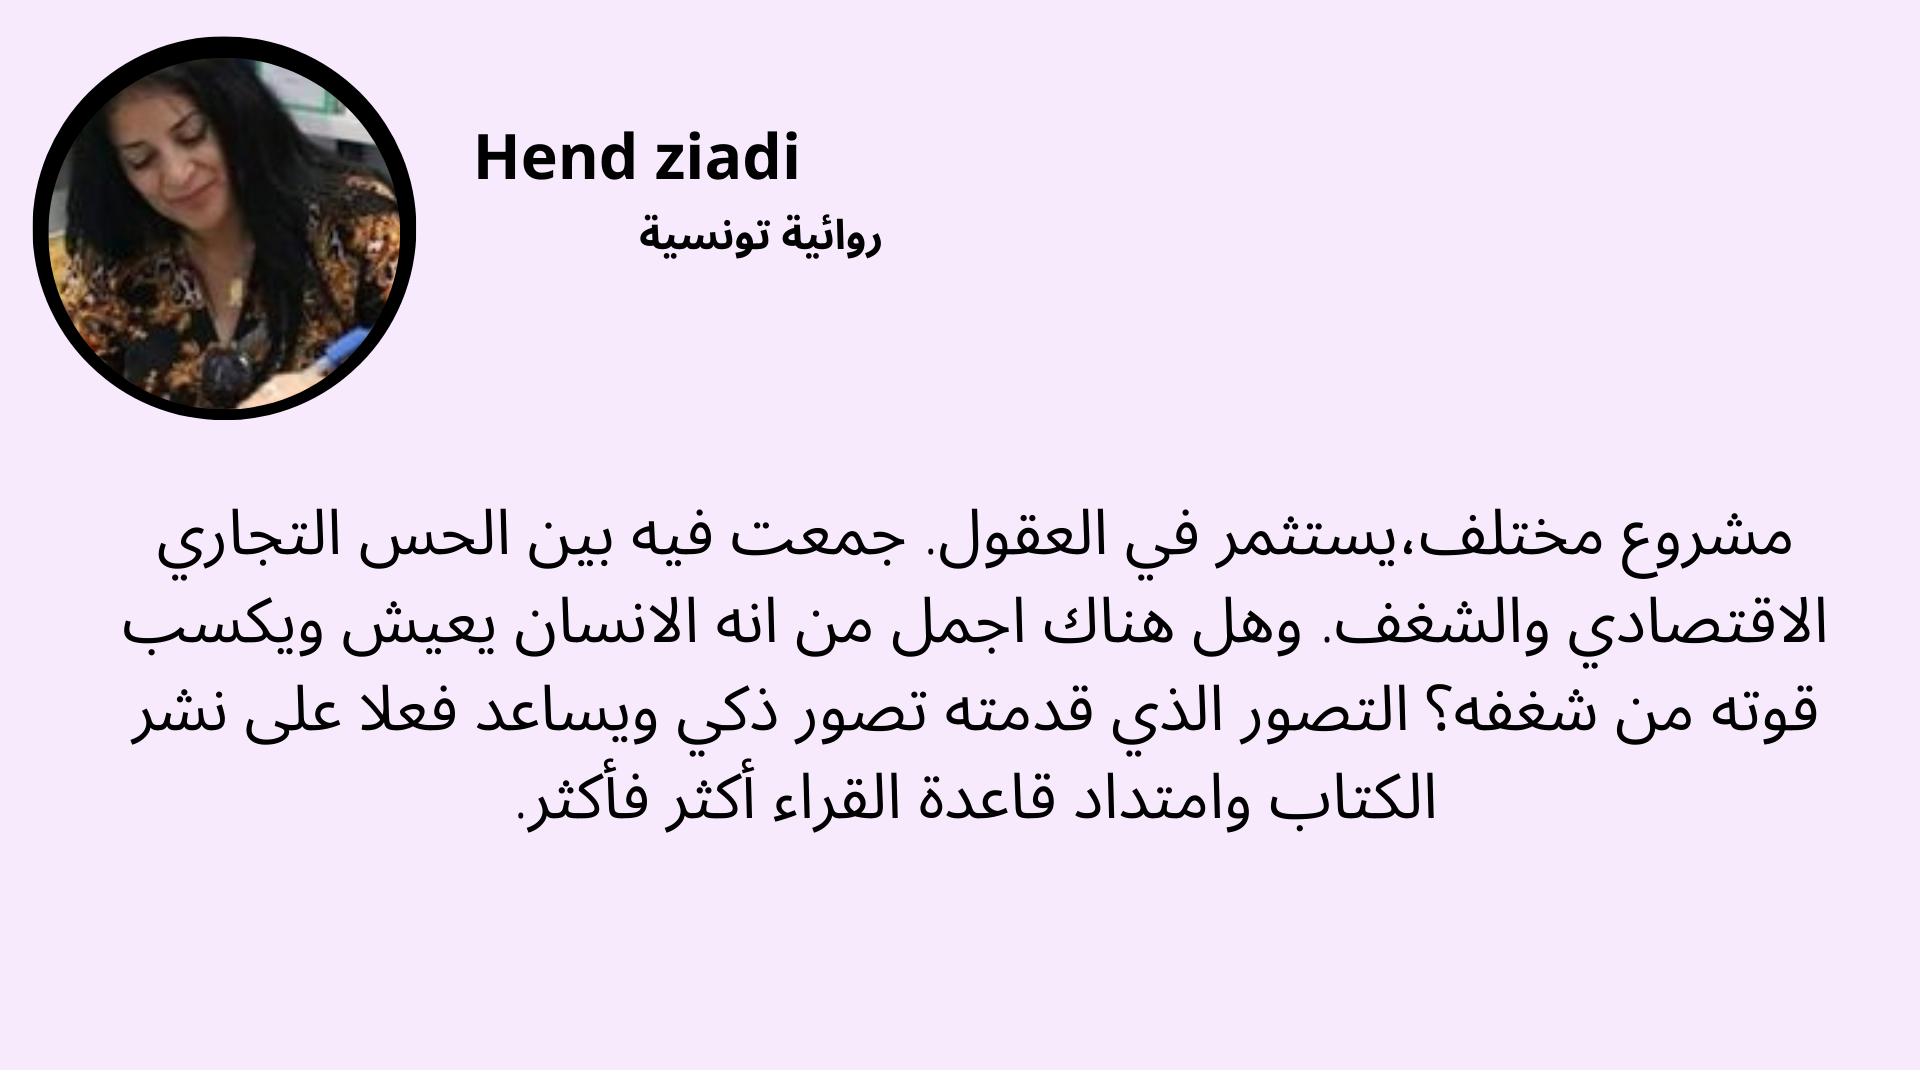 Hend ziadi
روائية تونسية
مشروع مختلف،يستثمر في العقول. جمعت فيه بين الحس التجاري
الاقتصادي والشغف. وهل هناك اجمل من انه الانسان يعيش ويكسب
قوته من شغفه؟ التصور الذي قدمته تصور ذكي ويساعد فعلا على نشر
الكتاب وامتداد قاعدة القراء أكثر فأكثر.